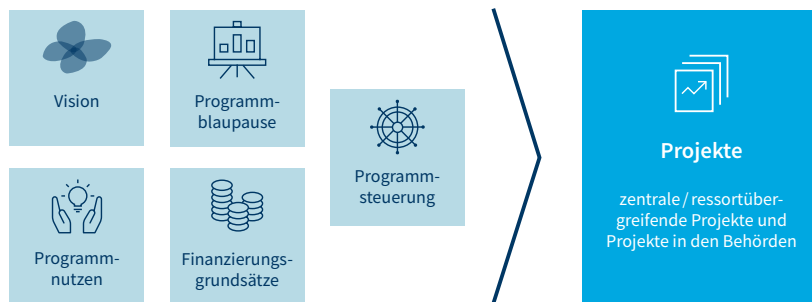 Vision
Programm-
blaupause
Programm-
nutzen
Finanzierungs-
grundsätze
Programm-
steuerung
Projekte
zentrale / ressortüber-
greifende Projekte und
Projekte in den Behörden